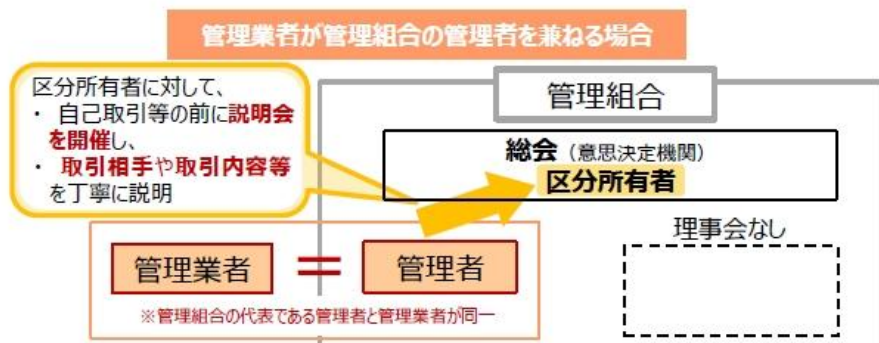 管理業者が管理組合の管理者を兼ねる場合
区分所有者に対して、
・ 自己取引等の前に説明会
を開催し、
・ 取引相手や取引内容等
を丁寧に説明
管理組合
総会（意思決定機関）
区分所有者
理事会なし
管理業者 = 管理者
※管理組合の代表である管理者と管理業者が同一